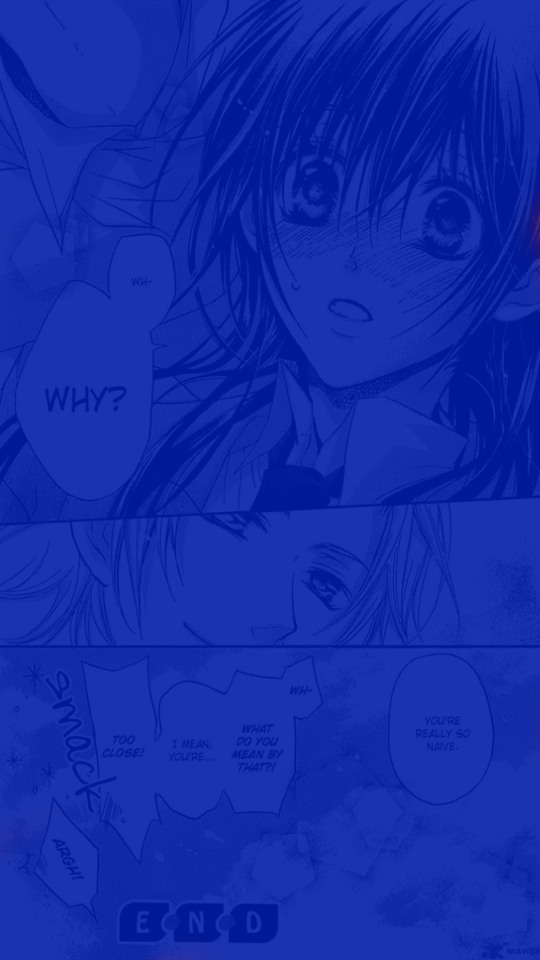 WH-
WHY?
YOU'RE
REALLY SO
NAIVE.
WH-
WHAT
DO YOU
MEAN BY
THAT?!
I MEAN,
YOU'RE...
TOO
CLOSE!
smack
ARGH!
END